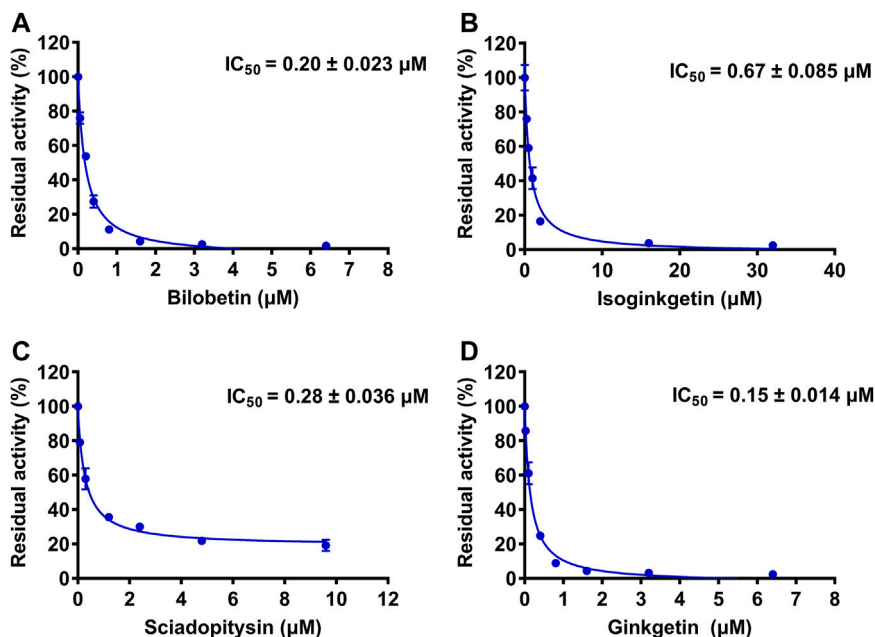 A
Residual activity (%)
120
100
80
60
40
20
0
IC50 = 0.20 ± 0.023 μM
0 1 2 3 4 5 6 7 8
Bilobetin (μM)
B
Residual activity (%)
120
100
80
60
40
20
0
IC50 = 0.67 ± 0.085 μM
0 10 20 30 40
Isoginkgetin (μM)
C
Residual activity (%)
120
100
80
60
40
20
0
IC50 = 0.28 ± 0.036 μM
0 2 4 6 8 10 12
Sciadopitysin (μM)
D
Residual activity (%)
120
100
80
60
40
20
0
IC50 = 0.15 ± 0.014 μM
0 1 2 3 4 5 6 7 8
Ginkgetin (μM)